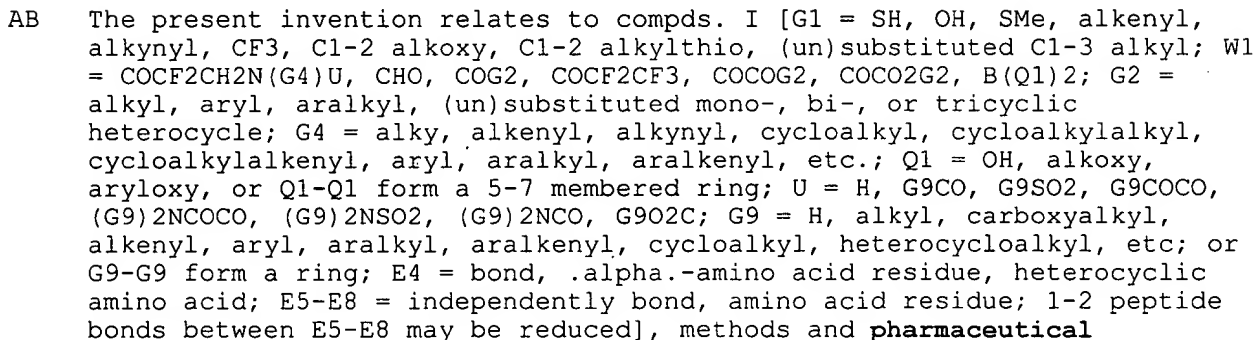 AB The present invention relates to compds. I [G1 = SH, OH, SMe, alkenyl,
alkynyl, CF3, C1-2 alkoxy, C1-2 alkylthio, (un)substituted C1-3 alkyl; W1
= COCF2CH2N(G4)U, CHO, COG2, COCF2CF3, COCOG2, COCO2G2, B(Q1)2; G2 =
alkyl, aryl, aralkyl, (un)substituted mono-, bi-, or tricyclic
heterocycle; G4 = alky, alkenyl, alkynyl, cycloalkyl, cycloalkylalkyl,
cycloalkylalkenyl, aryl, aralkyl, aralkenyl, etc.; Q1 = OH, alkoxy,
aryloxy, or Q1-Q1 form a 5-7 membered ring; U = H, G9CO, G9SO2, G9COCO,
(G9)2NCOCO, (G9)2NSO2, (G9)2NCO, G9O2C; G9 = H, alkyl, carboxyalkyl,
alkenyl, aryl, aralkyl, aralkenyl, cycloalkyl, heterocycloalkyl, etc; or
G9-G9 form a ring; E4 = bond, .alpha.-amino acid residue, heterocyclic
amino acid; E5-E8 = independently bond, amino acid residue; 1-2 peptide
bonds between E5-E8 may be reduced], methods and pharmaceutical